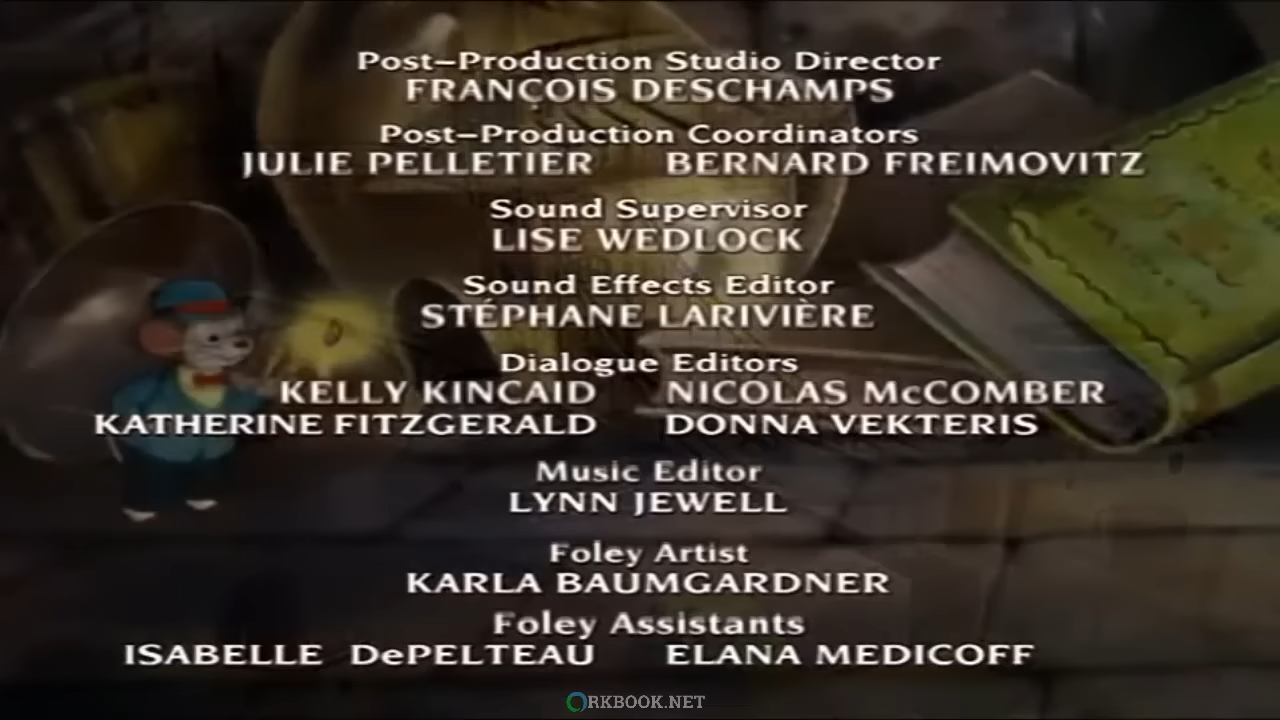 Post-Production Studio Director
FRANÇOIS DESCHAMPS
Post-Production Coordinators
JULIE PELLETIER BERNARD FREIMOVITZ
Sound Supervisor
LISE WEDLOCK
Sound Effects Editor
STÉPHANE LARIVIÈRE
Dialogue Editors
KELLY KINCAID NICOLAS McCOMBER
KATHERINE FITZGERALD DONNA VEKTERIS
Music Editor
LYNN JEWELL
Foley Artist
KARLA BAUMGARDNER
Foley Assistants
ISABELLE DePELTEAU ELANA MEDICOFF
ORKBOOK.NET